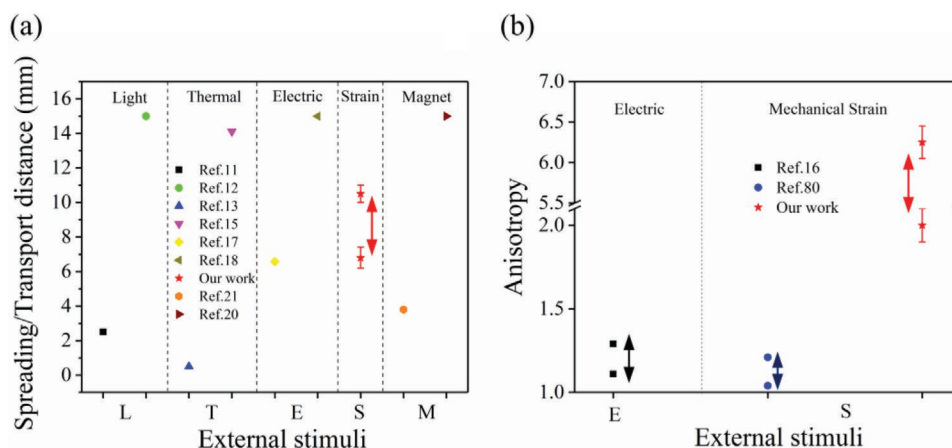 (a)
Spreading/Transport distance (mm)
16
14
12
10
8
6
4
2
0
Light
Thermal
Electric
Strain
Magnet
Ref.11
Ref.12
Ref.13
Ref.15
Ref.17
Ref.18
Our work
Ref.21
Ref.20
L
T
E
S
M
External stimuli
(b)
Anisotropy
7.0
6.5
6.0
5.5
2.0
1.5
1.0
Electric
Mechanical Strain
Ref.16
Ref.80
Our work
E
S
External stimuli